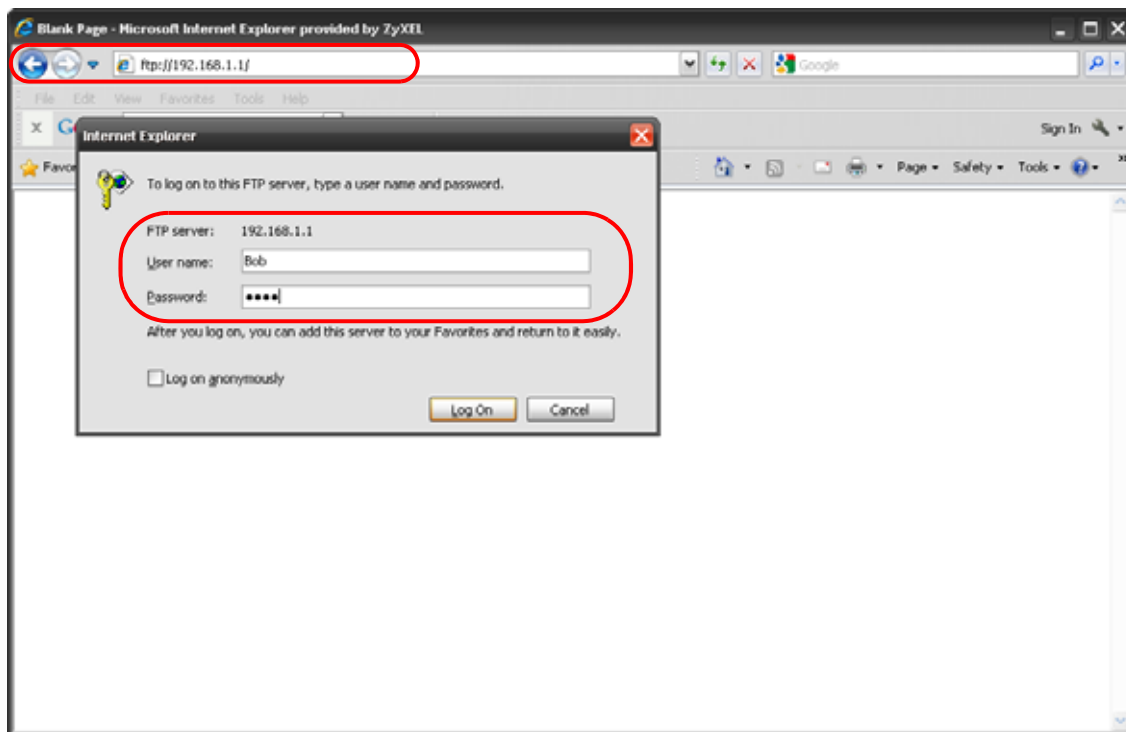 Blank Page - Microsoft Internet Explorer provided by ZyXEL
ftp://192.168.1.1/
Google
File Edit View Favorites Tools Help
x G Sign In
Favor Page Safety Tools
Internet Explorer
To log on to this FTP server, type a user name and password.
FTP server: 192.168.1.1
User name: Bob
Password: ••••
After you log on, you can add this server to your Favorites and return to it easily.
Log on anonymously
Log On Cancel